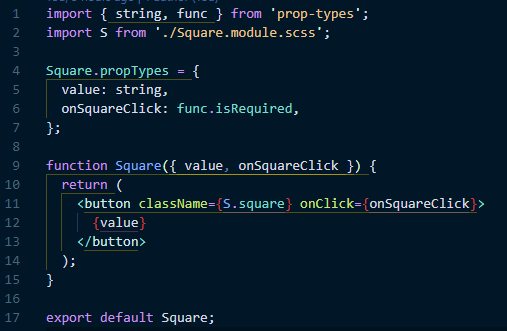 1 import { string, func } from 'prop-types';
2 import S from './Square.module.scss';
3
4 Square.propTypes = {
5 value: string,
6 onSquareClick: func.isRequired,
7 };
8
9 function Square({ value, onSquareClick }) {
10 return (
11 <button className={S.square} onClick={onSquareClick}>
12 {value}
13 </button>
14 );
15 }
16
17 export default Square;